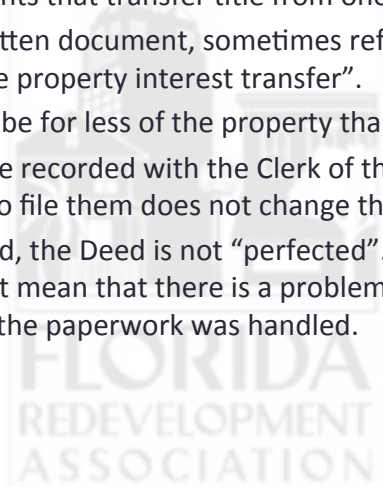 ents that transfer title from one
tten document, sometimes ref
e property interest transfer”.
be for less of the property tha
e recorded with the Clerk of th
o file them does not change th
d, the Deed is not “perfected”.
t mean that there is a problem
the paperwork was handled.
FLORIDA
REDEVELOPMENT
ASSOCIATION